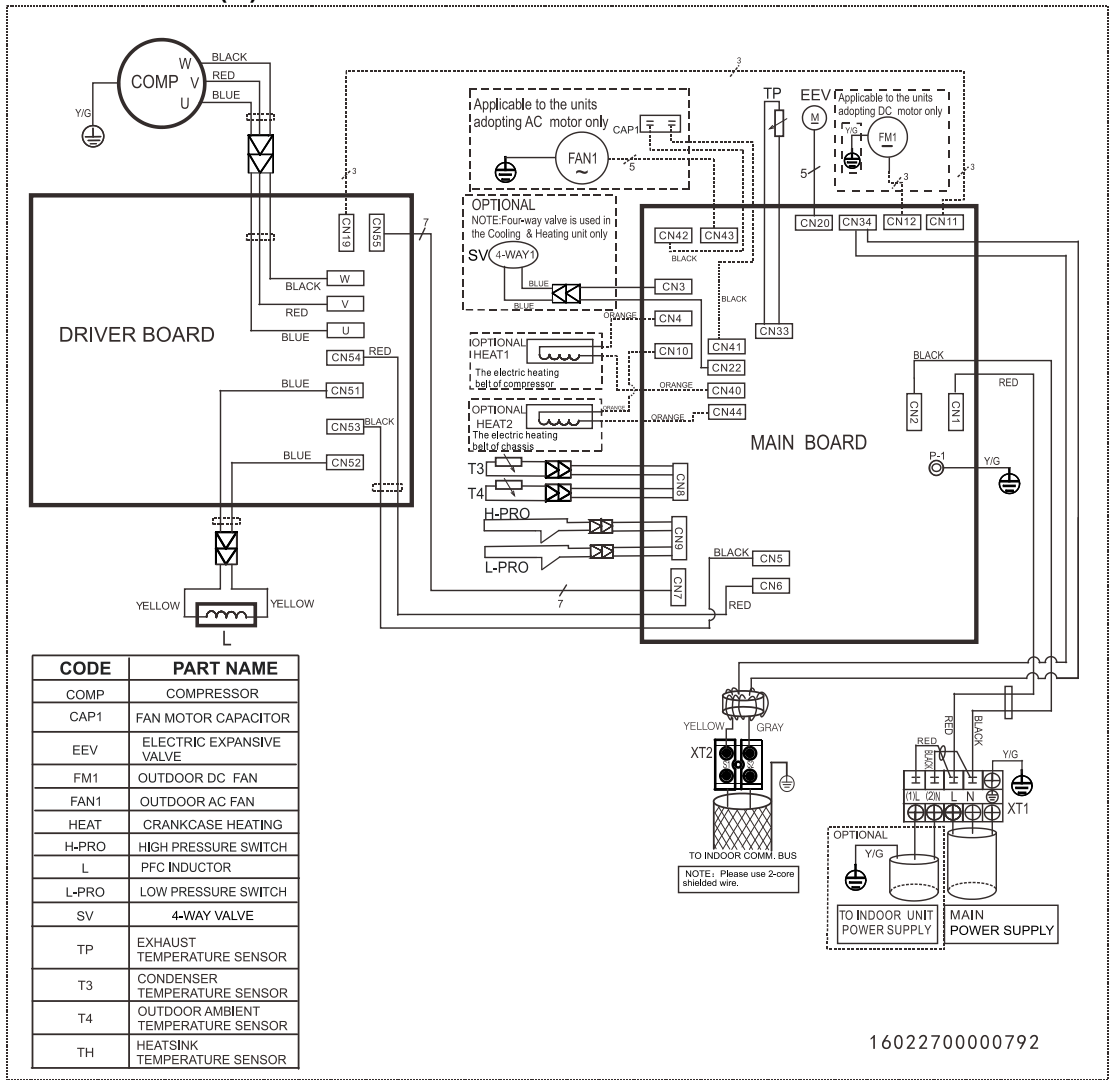 W
BLACK
COMP
V
RED
U
BLUE
Y/G
3
3
Applicable to the units
adopting AC motor only
CAP1
FAN1
~
5
TP
EEV
M
5
Applicable to the units
adopting DC motor only
Y/G
FM1
3
3
OPTIONAL
NOTE:Four-way valve is used in
the Cooling & Heating unit only
SV
4-WAY1
BLUE
BLUE
CN19
CN55
7
BLACK
W
RED
V
BLUE
U
DRIVER BOARD
CN54
RED
BLUE
CN51
CN53
BLACK
BLUE
CN52
YELLOW
YELLOW
L
CN42
CN43
BLACK
CN20
CN34
CN12
CN11
CN3
BLACK
ORANGE
CN4
CN33
OPTIONAL
HEAT1
The electric heating
belt of compressor
CN10
CN41
CN22
ORANGE
CN40
OPTIONAL
HEAT2
The electric heating
belt of chassis
ORANGE
ORANGE
CN44
BLACK
RED
CN2
CN1
MAIN BOARD
P-1
Y/G
T3
T4
CN8
H-PRO
L-PRO
CN9
CN7
7
BLACK
CN5
CN6
RED
CODE PART NAME
COMP COMPRESSOR
CAP1 FAN MOTOR CAPACITOR
EEV ELECTRIC EXPANSIVE
VALVE
FM1 OUTDOOR DC FAN
FAN1 OUTDOOR AC FAN
HEAT CRANKCASE HEATING
H-PRO HIGH PRESSURE SWITCH
L PFC INDUCTOR
L-PRO LOW PRESSURE SWITCH
SV 4-WAY VALVE
TP EXHAUST
TEMPERATURE SENSOR
T3 CONDENSER
TEMPERATURE SENSOR
T4 OUTDOOR AMBIENT
TEMPERATURE SENSOR
TH HEATSINK
TEMPERATURE SENSOR
YELLOW
GRAY
XT2
S1
S2
TO INDOOR COMM. BUS
NOTE: Please use 2-core
shielded wire.
RED
BLACK
RED
BLACK
Y/G
(1)L (2)N L N
XT1
OPTIONAL
Y/G
TO INDOOR UNIT
POWER SUPPLY
MAIN
POWER SUPPLY
16022700000792